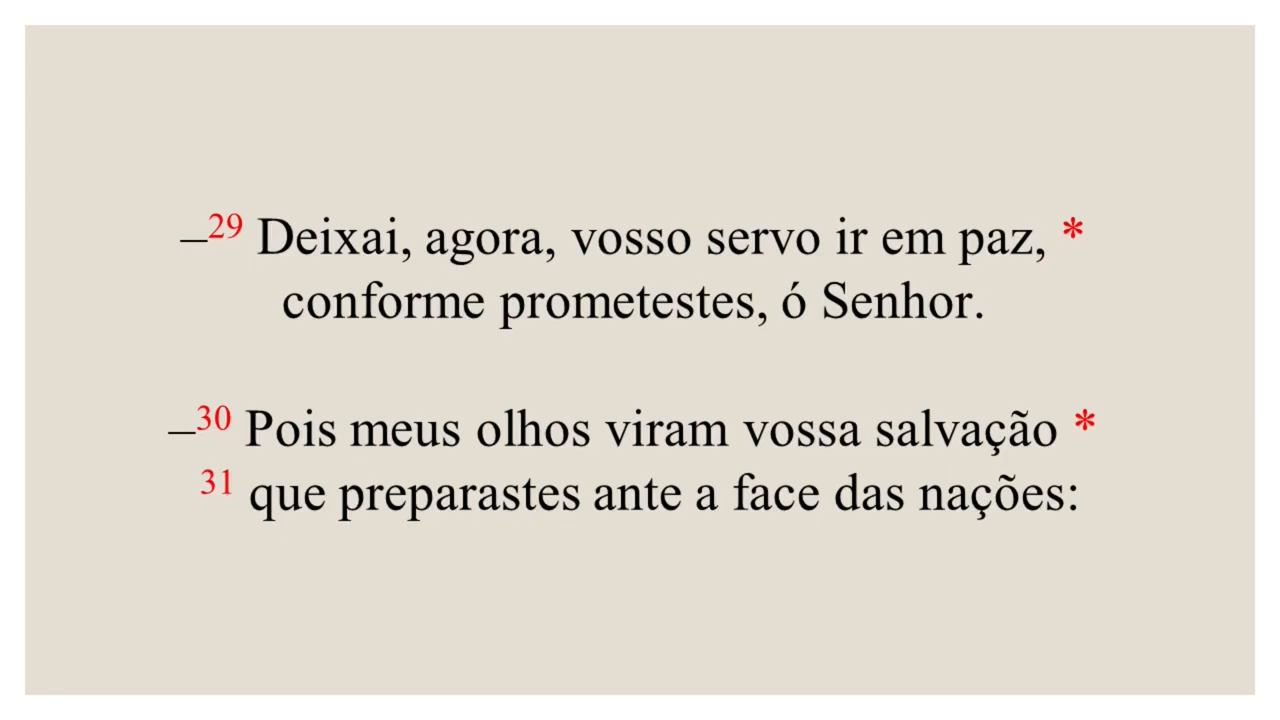 –29 Deixai, agora, vosso servo ir em paz, *
conforme prometestes, ó Senhor.
–30 Pois meus olhos viram vossa salvação *
31 que preparastes ante a face das nações: